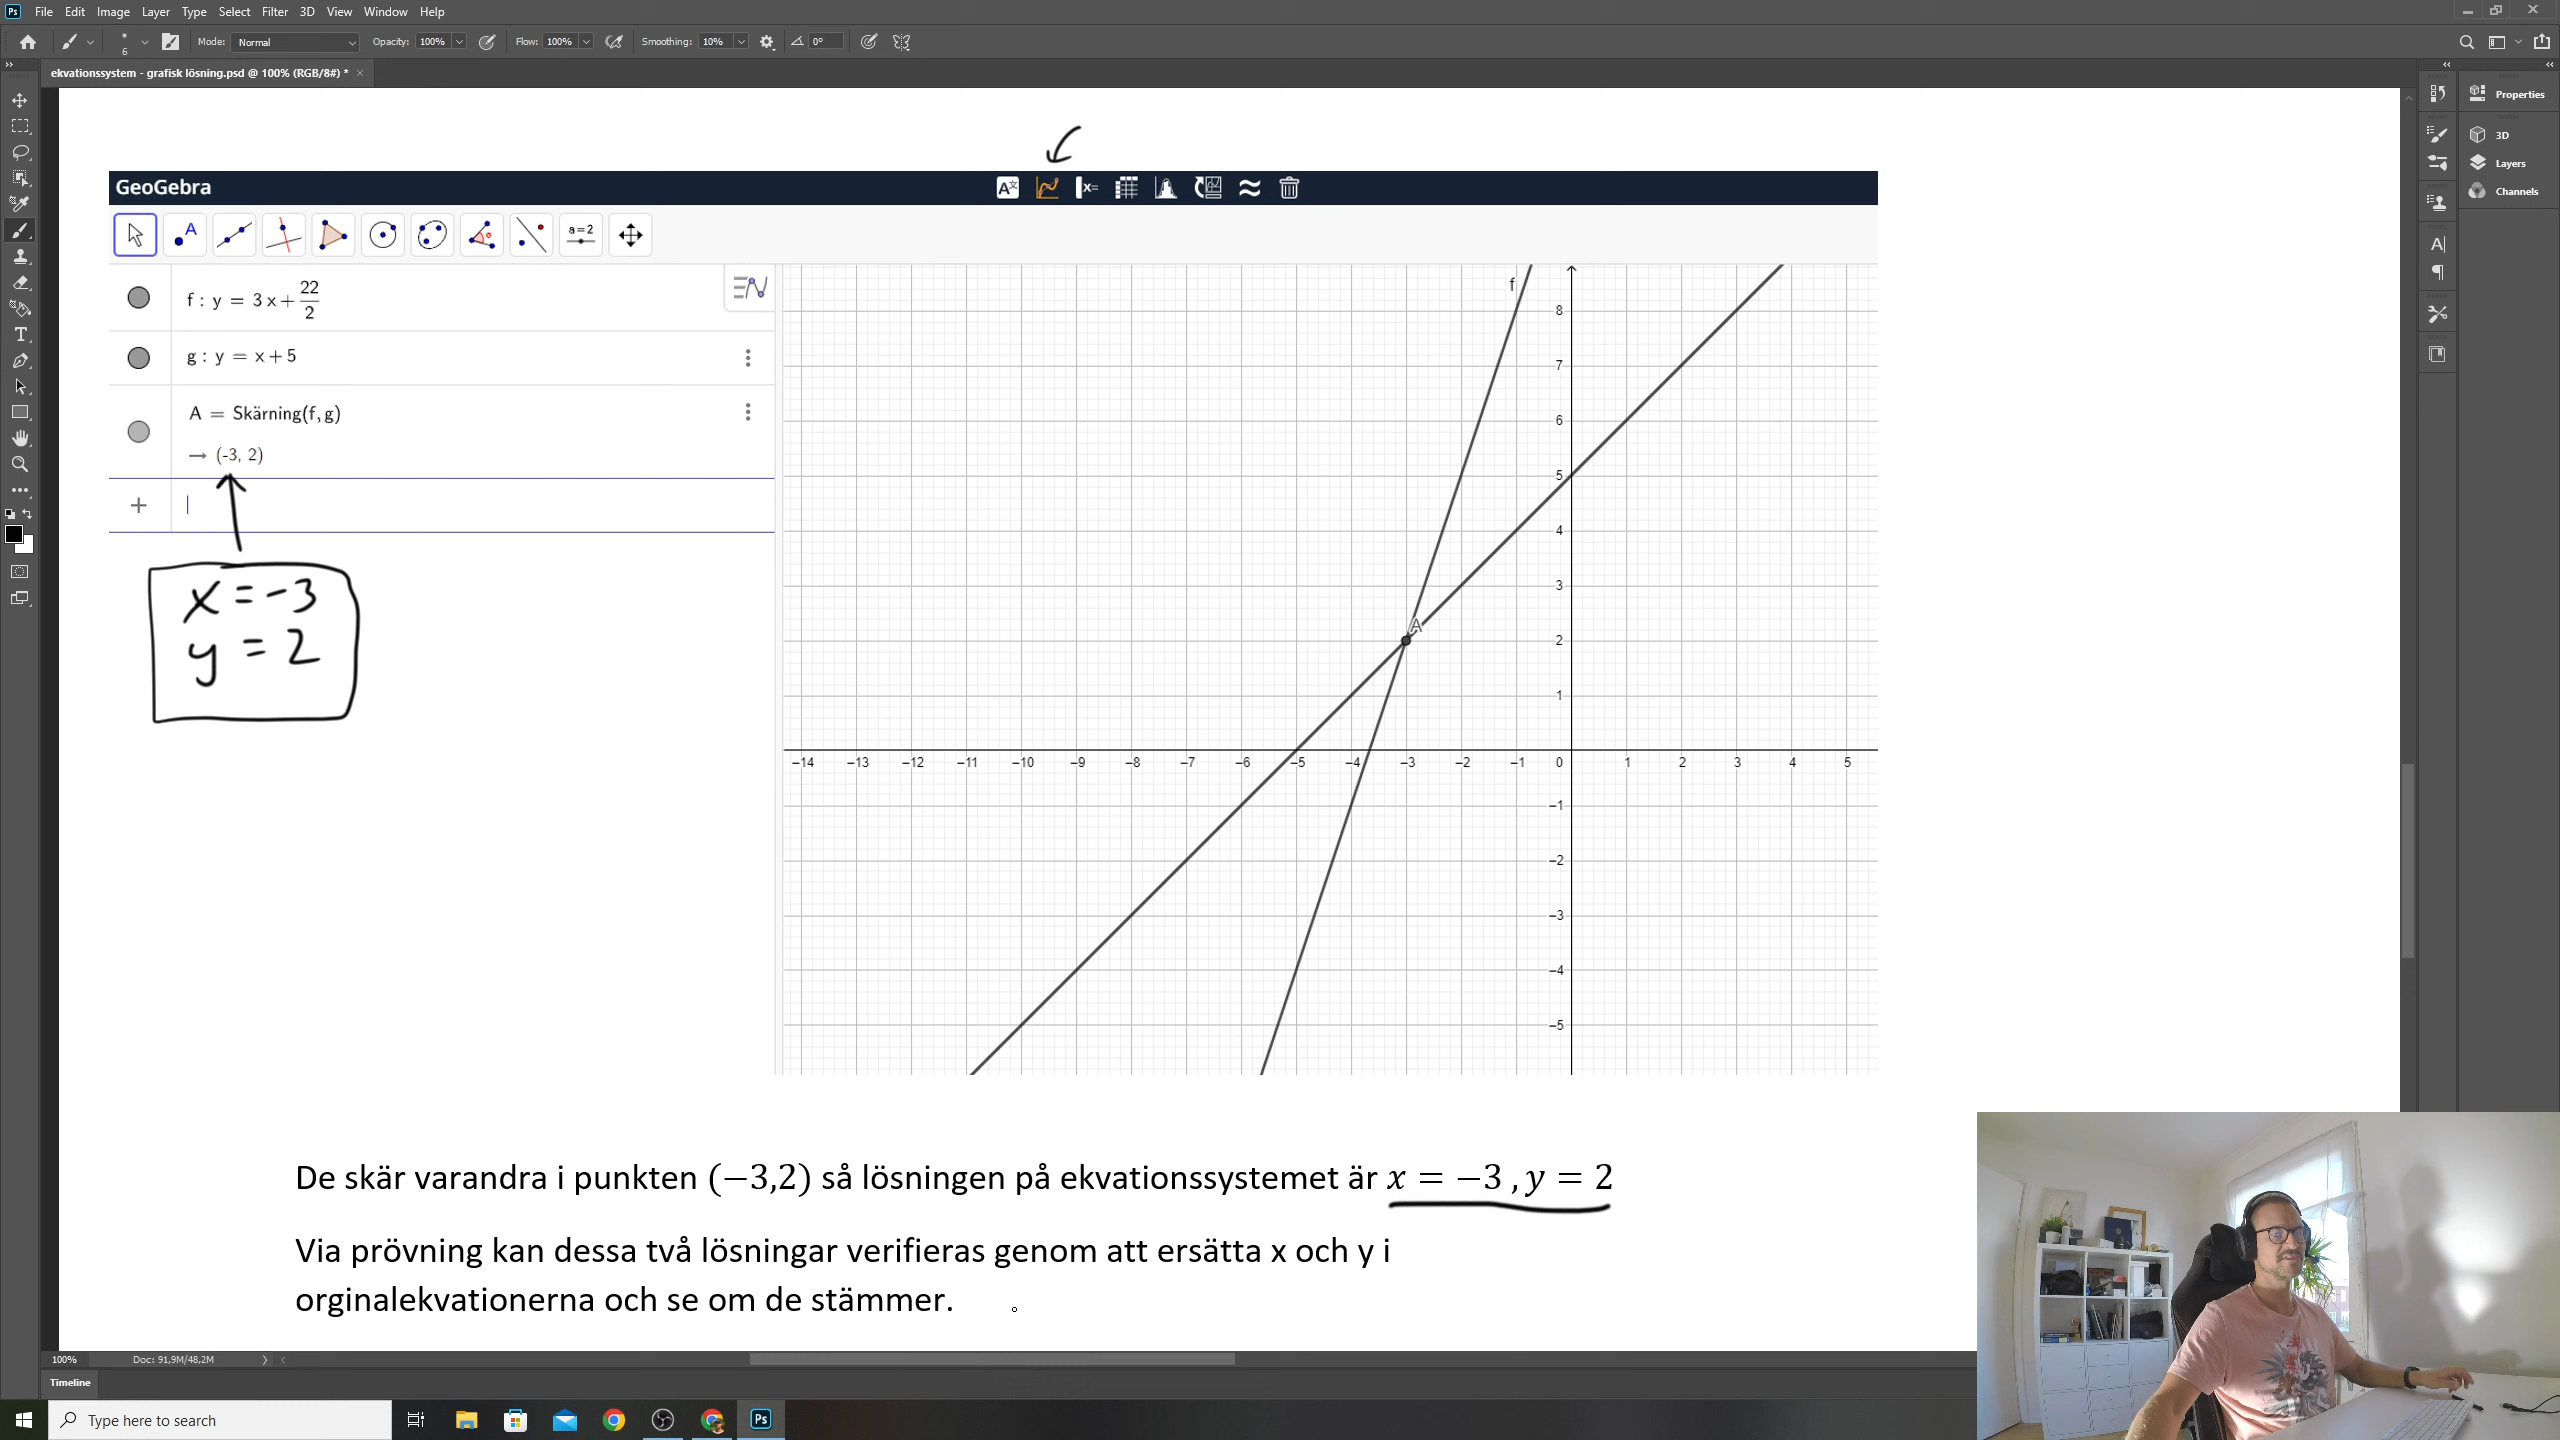 Ps File Edit Image Layer Type Select Filter 3D View Window Help
6 Mode: Normal Opacity: 100% Flow: 100% Smoothing: 10% 0°
ekvationssystem - grafisk lösning.psd @ 100% (RGB/8#) * ×
Properties
3D
Layers
Channels
GeoGebra
x=
A
a=2
f : y = 3 x + 22/2
g : y = x + 5
A = Skärning(f, g)
→ (-3, 2)
+
x = -3
y = 2
f
A
8
7
6
5
4
3
2
1
−14 −13 −12 −11 −10 −9 −8 −7 −6 −5 −4 −3 −2 −1 0 1 2 3 4 5
−1
−2
−3
−4
−5
De skär varandra i punkten (−3,2) så lösningen på ekvationssystemet är x = −3 , y = 2
Via prövning kan dessa två lösningar verifieras genom att ersätta x och y i
orginalekvationerna och se om de stämmer.
100% Doc: 91,9M/48,2M
Timeline
Type here to search
Ps